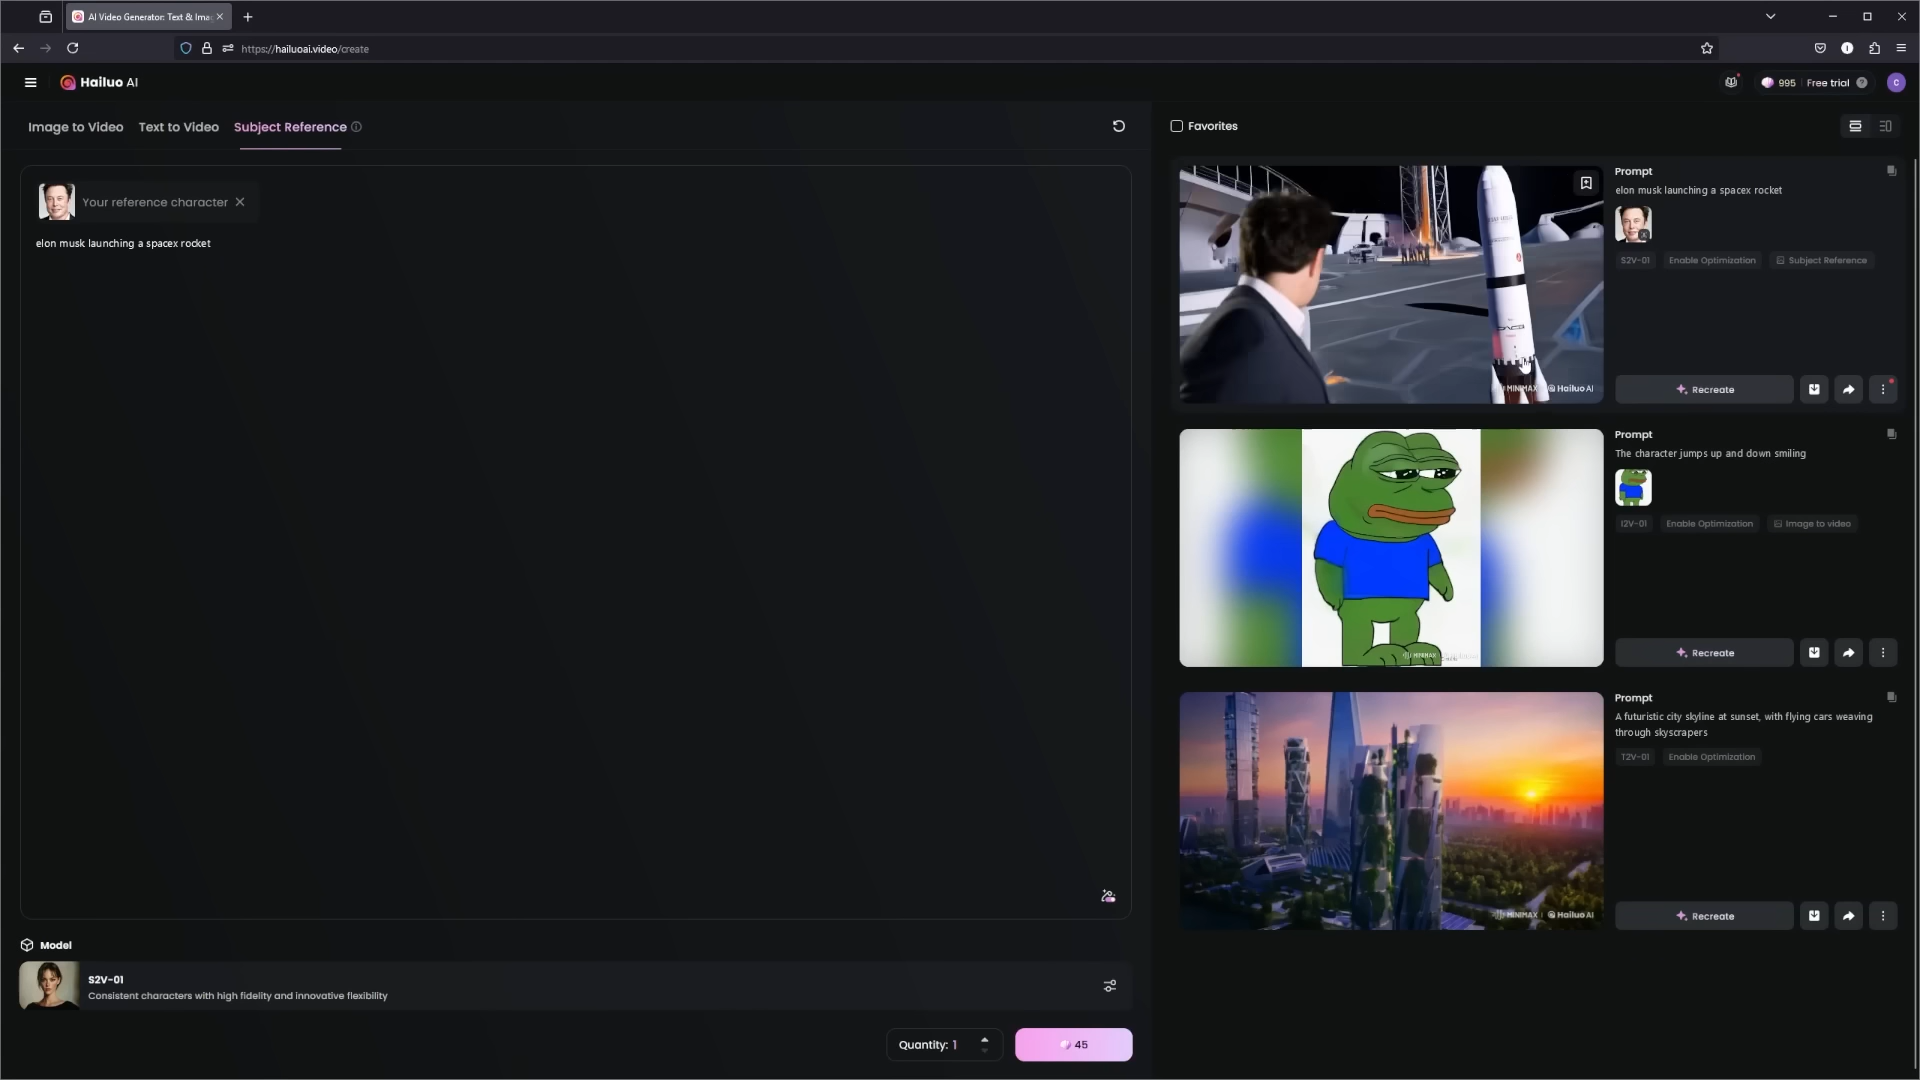 AI Video Generator: Text & Ima
https://hailuoai.video/create
Hailuo AI
995 Free trial ?
C
Image to Video Text to Video Subject Reference
Favorites
Your reference character
elon musk launching a spacex rocket
Prompt
elon musk launching a spacex rocket
S2V-01 Enable Optimization Subject Reference
MINIMAX Hailuo AI
Recreate
Prompt
The character jumps up and down smiling
I2V-01 Enable Optimization Image to video
MINIMAX
Recreate
Prompt
A futuristic city skyline at sunset, with flying cars weaving
through skyscrapers
T2V-01 Enable Optimization
MINIMAX | Hailuo AI
Recreate
Model
S2V-01
Consistent characters with high fidelity and innovative flexibility
Quantity: 1
45